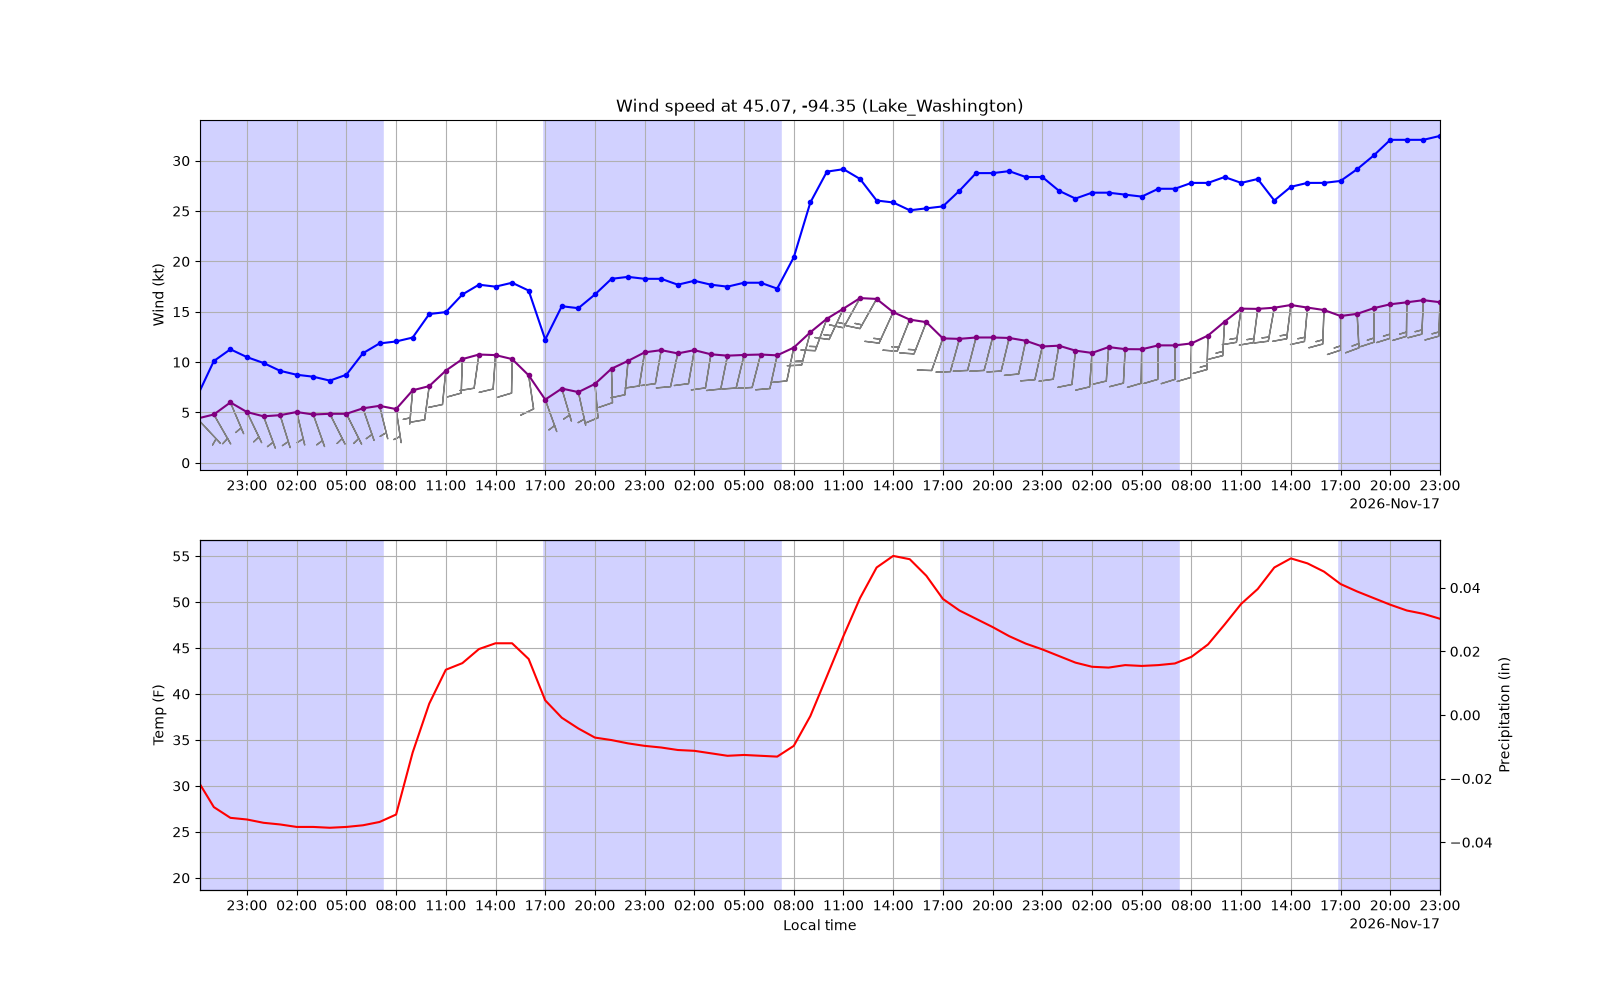 Wind speed at 45.07, -94.35 (Lake_Washington)
Wind (kt)
30
25
20
15
10
5
0
23:00 02:00 05:00 08:00 11:00 14:00 17:00 20:00 23:00 02:00 05:00 08:00 11:00 14:00 17:00 20:00 23:00 02:00 05:00 08:00 11:00 14:00 17:00 20:00 23:00
2026-Nov-17
Temp (F)
55
50
45
40
35
30
25
20
0.04
0.02
0.00
−0.02
−0.04
Precipitation (in)
23:00 02:00 05:00 08:00 11:00 14:00 17:00 20:00 23:00 02:00 05:00 08:00 11:00 14:00 17:00 20:00 23:00 02:00 05:00 08:00 11:00 14:00 17:00 20:00 23:00
Local time
2026-Nov-17